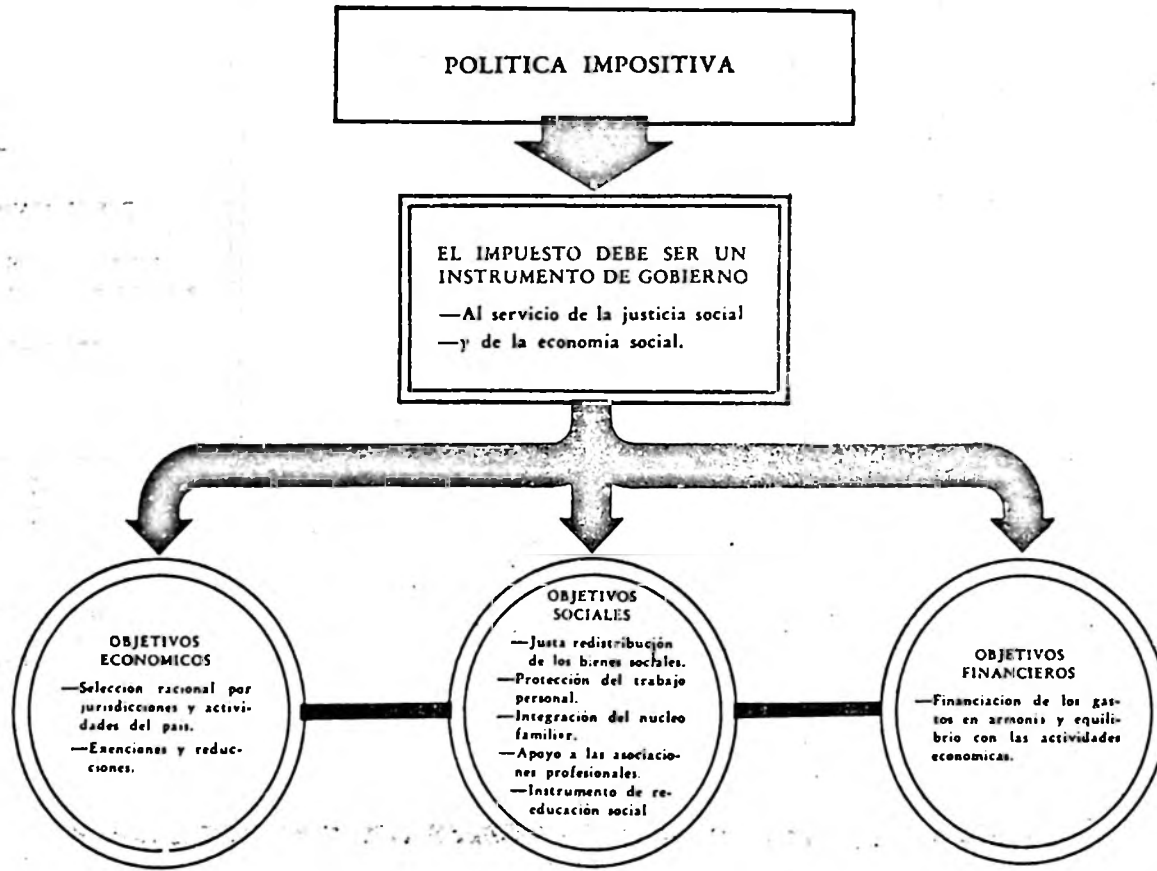 POLITICA IMPOSITIVA
EL IMPUESTO DEBE SER UN
INSTRUMENTO DE GOBIERNO
—Al servicio de la justicia social
—y de la economia social.
OBJETIVOS
ECONOMICOS
—Selección racional por
jurisdicciones y activi-
dades del pais.
—Exenciones y reduc-
ciones.
OBJETIVOS
SOCIALES
—Justa redistribución
de los bienes sociales.
—Protección del trabajo
personal.
—Integración del nucleo
familier.
—Apoyo a las asociacio-
nes profesionales.
—Instrumento de re-
educación social
OBJETIVOS
FINANCIEROS
—Financiacion de los gas-
tos en armonis y equili-
brio con las actividades
economicas.